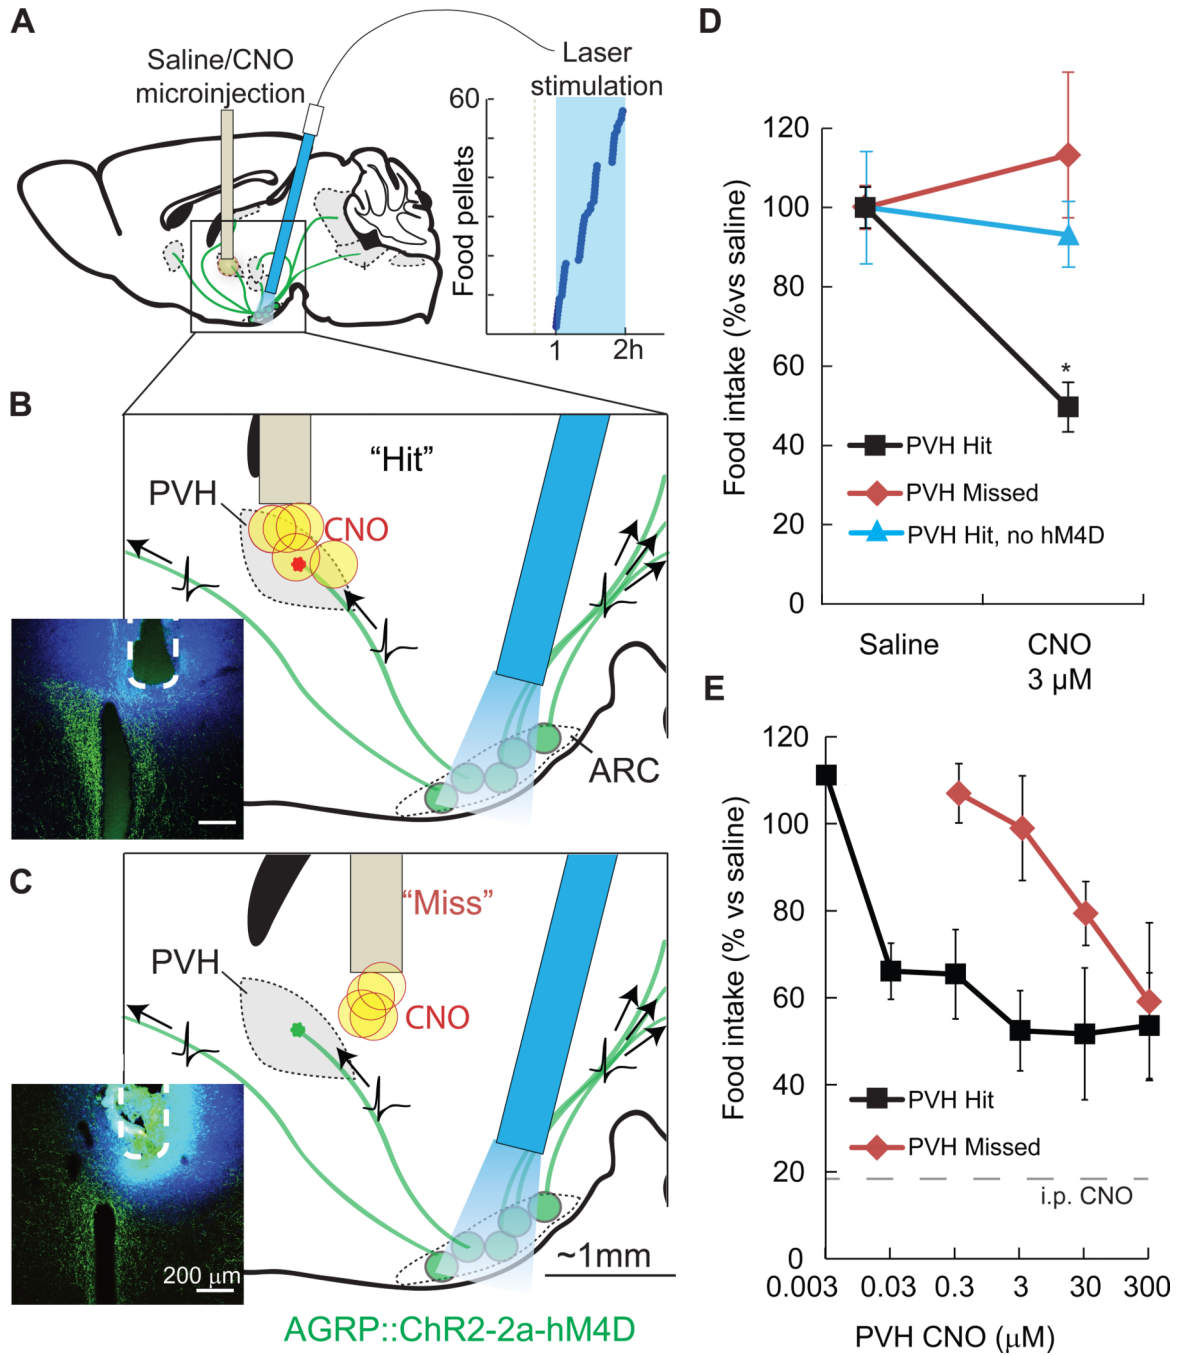 A
Saline/CNO
microinjection
Laser
stimulation
60
Food pellets
1
2h
B
“Hit”
PVH
CNO
ARC
C
“Miss”
PVH
CNO
200 μm
~1mm
AGRP::ChR2-2a-hM4D
D
Food intake (%vs saline)
120
100
80
60
40
20
0
*
PVH Hit
PVH Missed
PVH Hit, no hM4D
Saline
CNO
3 μM
E
Food intake (% vs saline)
120
100
80
60
40
20
0
PVH Hit
PVH Missed
i.p. CNO
0.003
0.03
0.3
3
30
300
PVH CNO (μM)